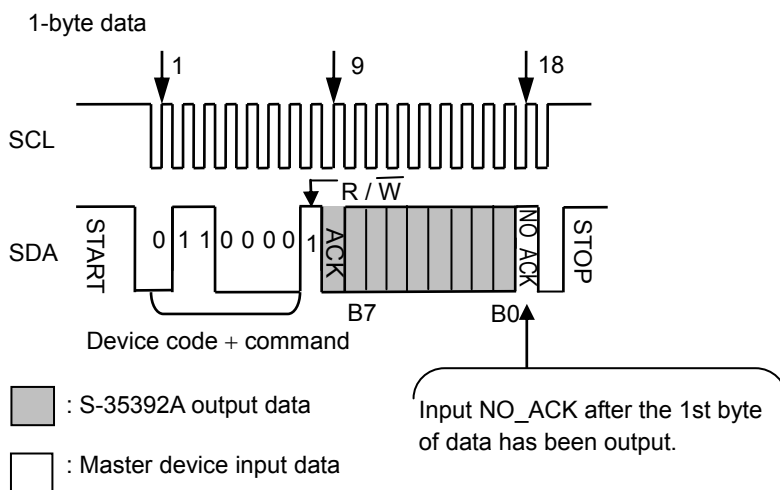 1-byte data
1 9 18
SCL
R / W
SDA
START 0 1 1 0 0 0 0 1 ACK NO ACK STOP
B7 B0
Device code + command
: S-35392A output data
: Master device input data
Input NO_ACK after the 1st byte
of data has been output.